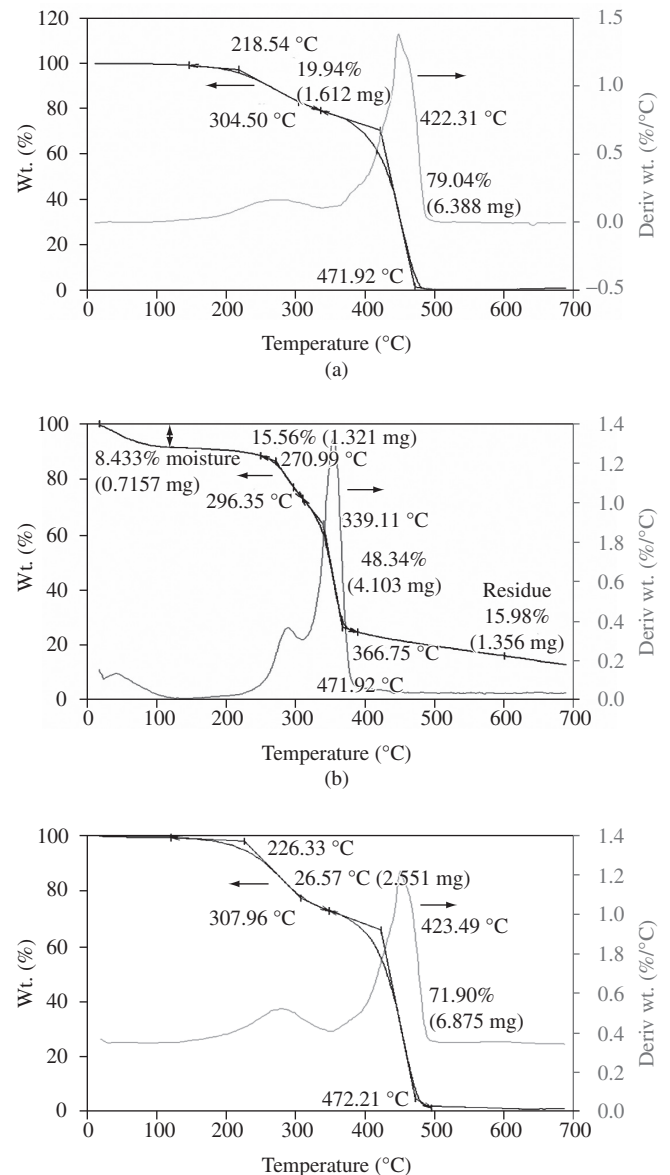 120
100
80
60
40
20
0
Wt. (%)
218.54 °C
19.94%
(1.612 mg)
304.50 °C
422.31 °C
79.04%
(6.388 mg)
471.92 °C
1.5
1.0
0.5
0.0
−0.5
Deriv wt. (%/°C)
0 100 200 300 400 500 600 700
Temperature (°C)
(a)
100
80
60
40
20
0
Wt. (%)
15.56% (1.321 mg)
8.433% moisture
270.99 °C
(0.7157 mg)
296.35 °C
339.11 °C
48.34%
(4.103 mg)
Residue
15.98%
(1.356 mg)
366.75 °C
471.92 °C
1.4
1.2
1.0
1.8
0.6
0.4
0.2
0.0
Deriv wt. (%/°C)
0 100 200 300 400 500 600 700
Temperature (°C)
(b)
100
80
60
40
20
0
Wt. (%)
226.33 °C
26.57 °C (2.551 mg)
307.96 °C
423.49 °C
71.90%
(6.875 mg)
472.21 °C
1.4
1.2
1.0
1.8
0.6
0.4
0.2
0.0
Deriv wt. (%/°C)
0 100 200 300 400 500 600 700
Temperature (°C)